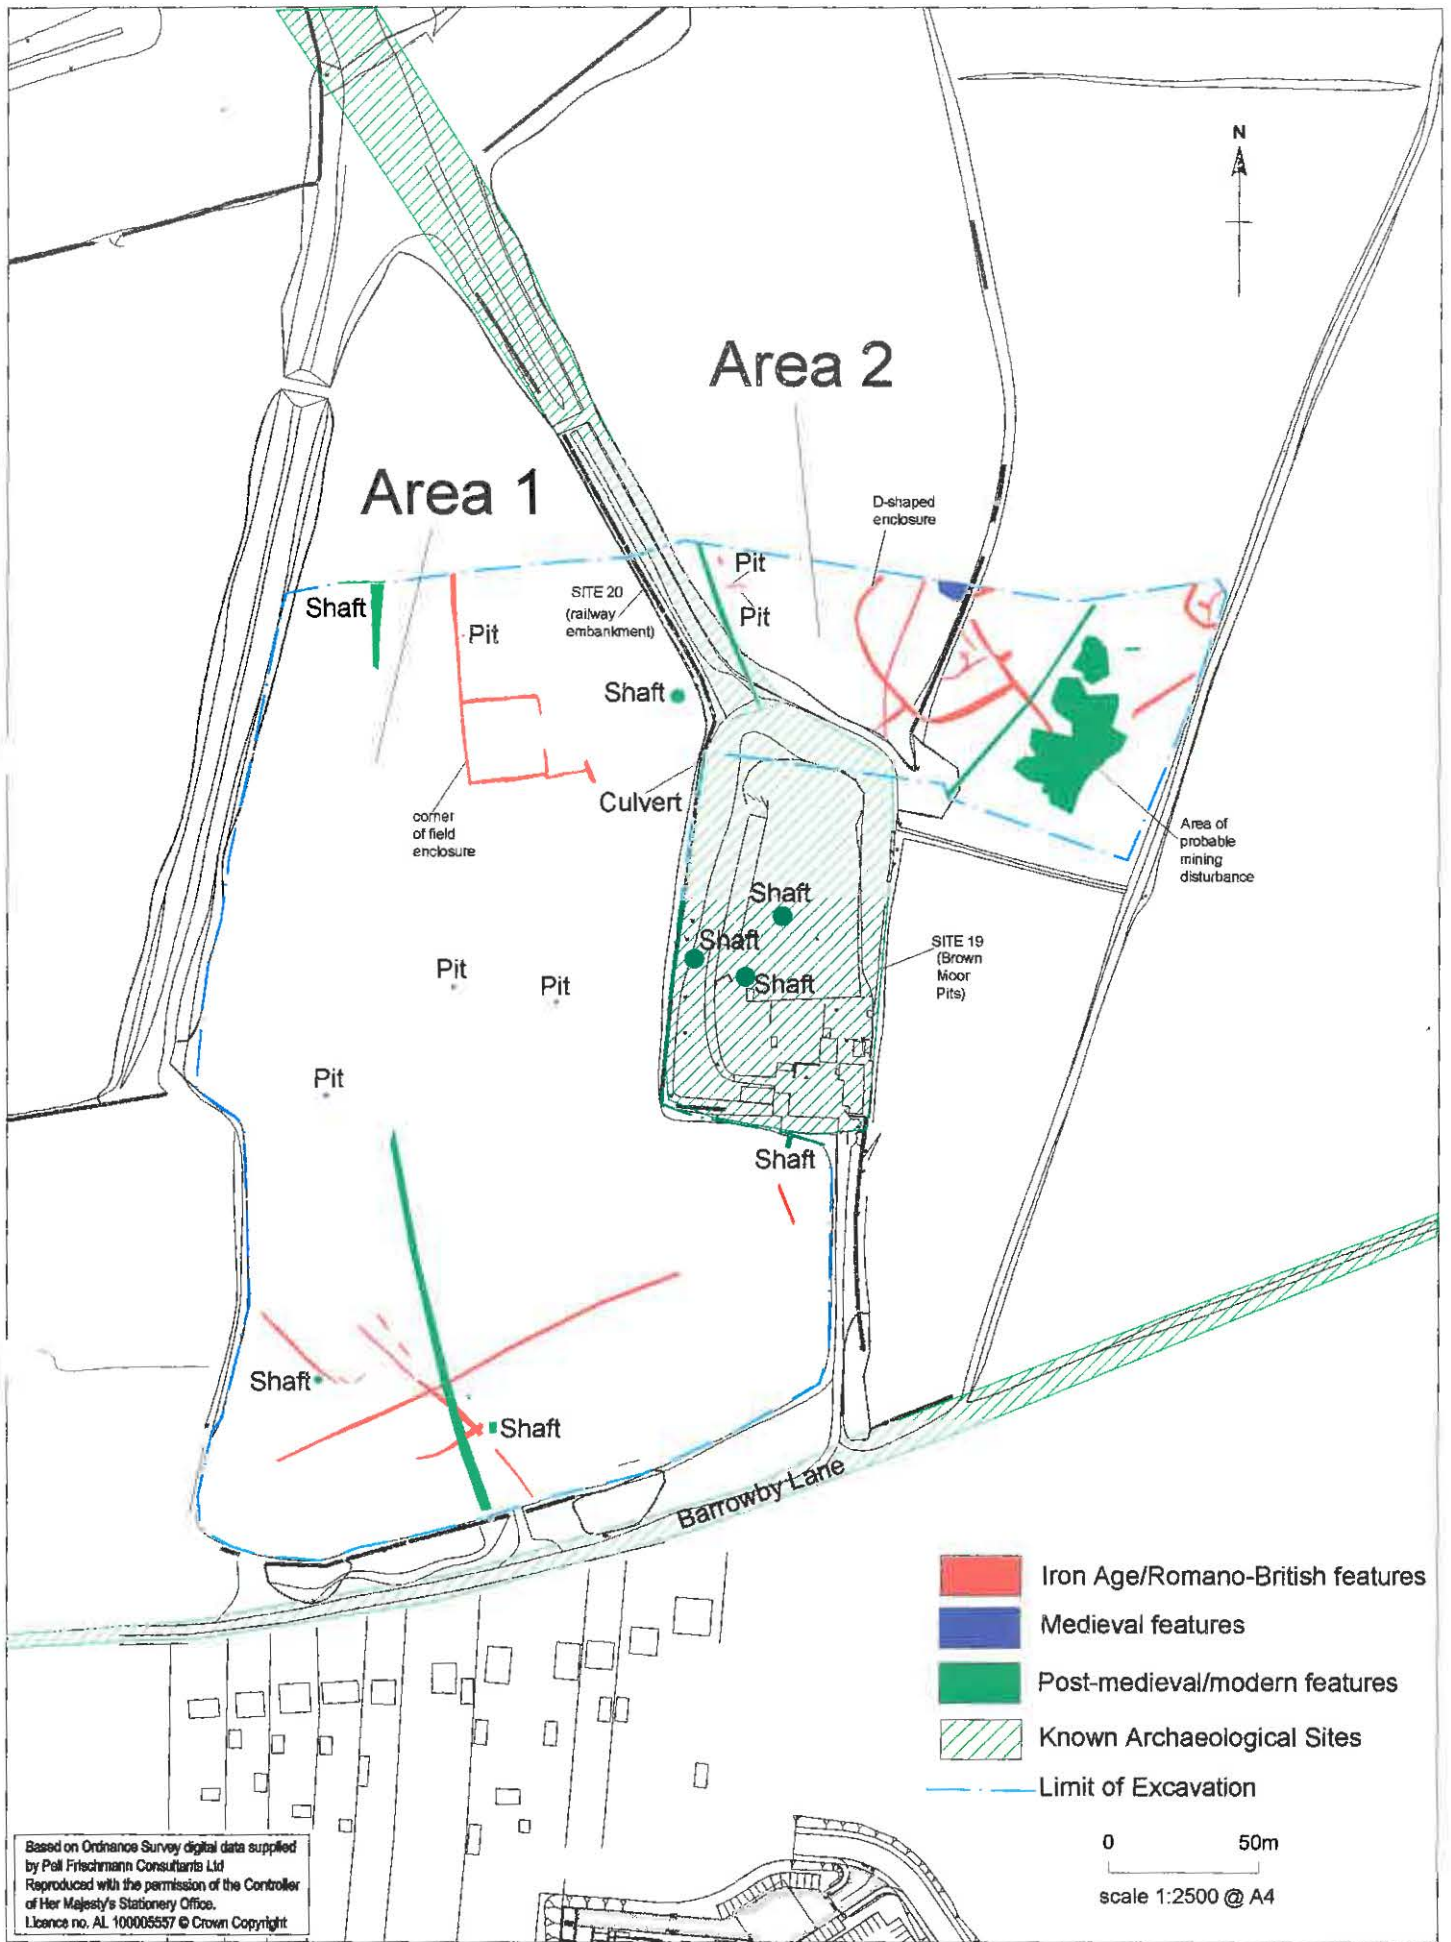 N
Area 2
Area 1
D-shaped
enclosure
Pit
Pit
SITE 20
(railway
embankment)
Shaft
Pit
Shaft
Culvert
corner
of field
enclosure
Area of
probable
mining
disturbance
Shaft
Shaft
Shaft
SITE 19
(Brown
Moor
Pits)
Pit
Pit
Pit
Shaft
Shaft
Shaft
Barrowby Lane
Iron Age/Romano-British features
Medieval features
Post-medieval/modern features
Known Archaeological Sites
Limit of Excavation
0 50m
scale 1:2500 @ A4
Based on Ordnance Survey digital data supplied
by Pell Frischmann Consultants Ltd
Reproduced with the permission of the Controller
of Her Majesty's Stationery Office.
Licence no. AL 100005557 © Crown Copyright